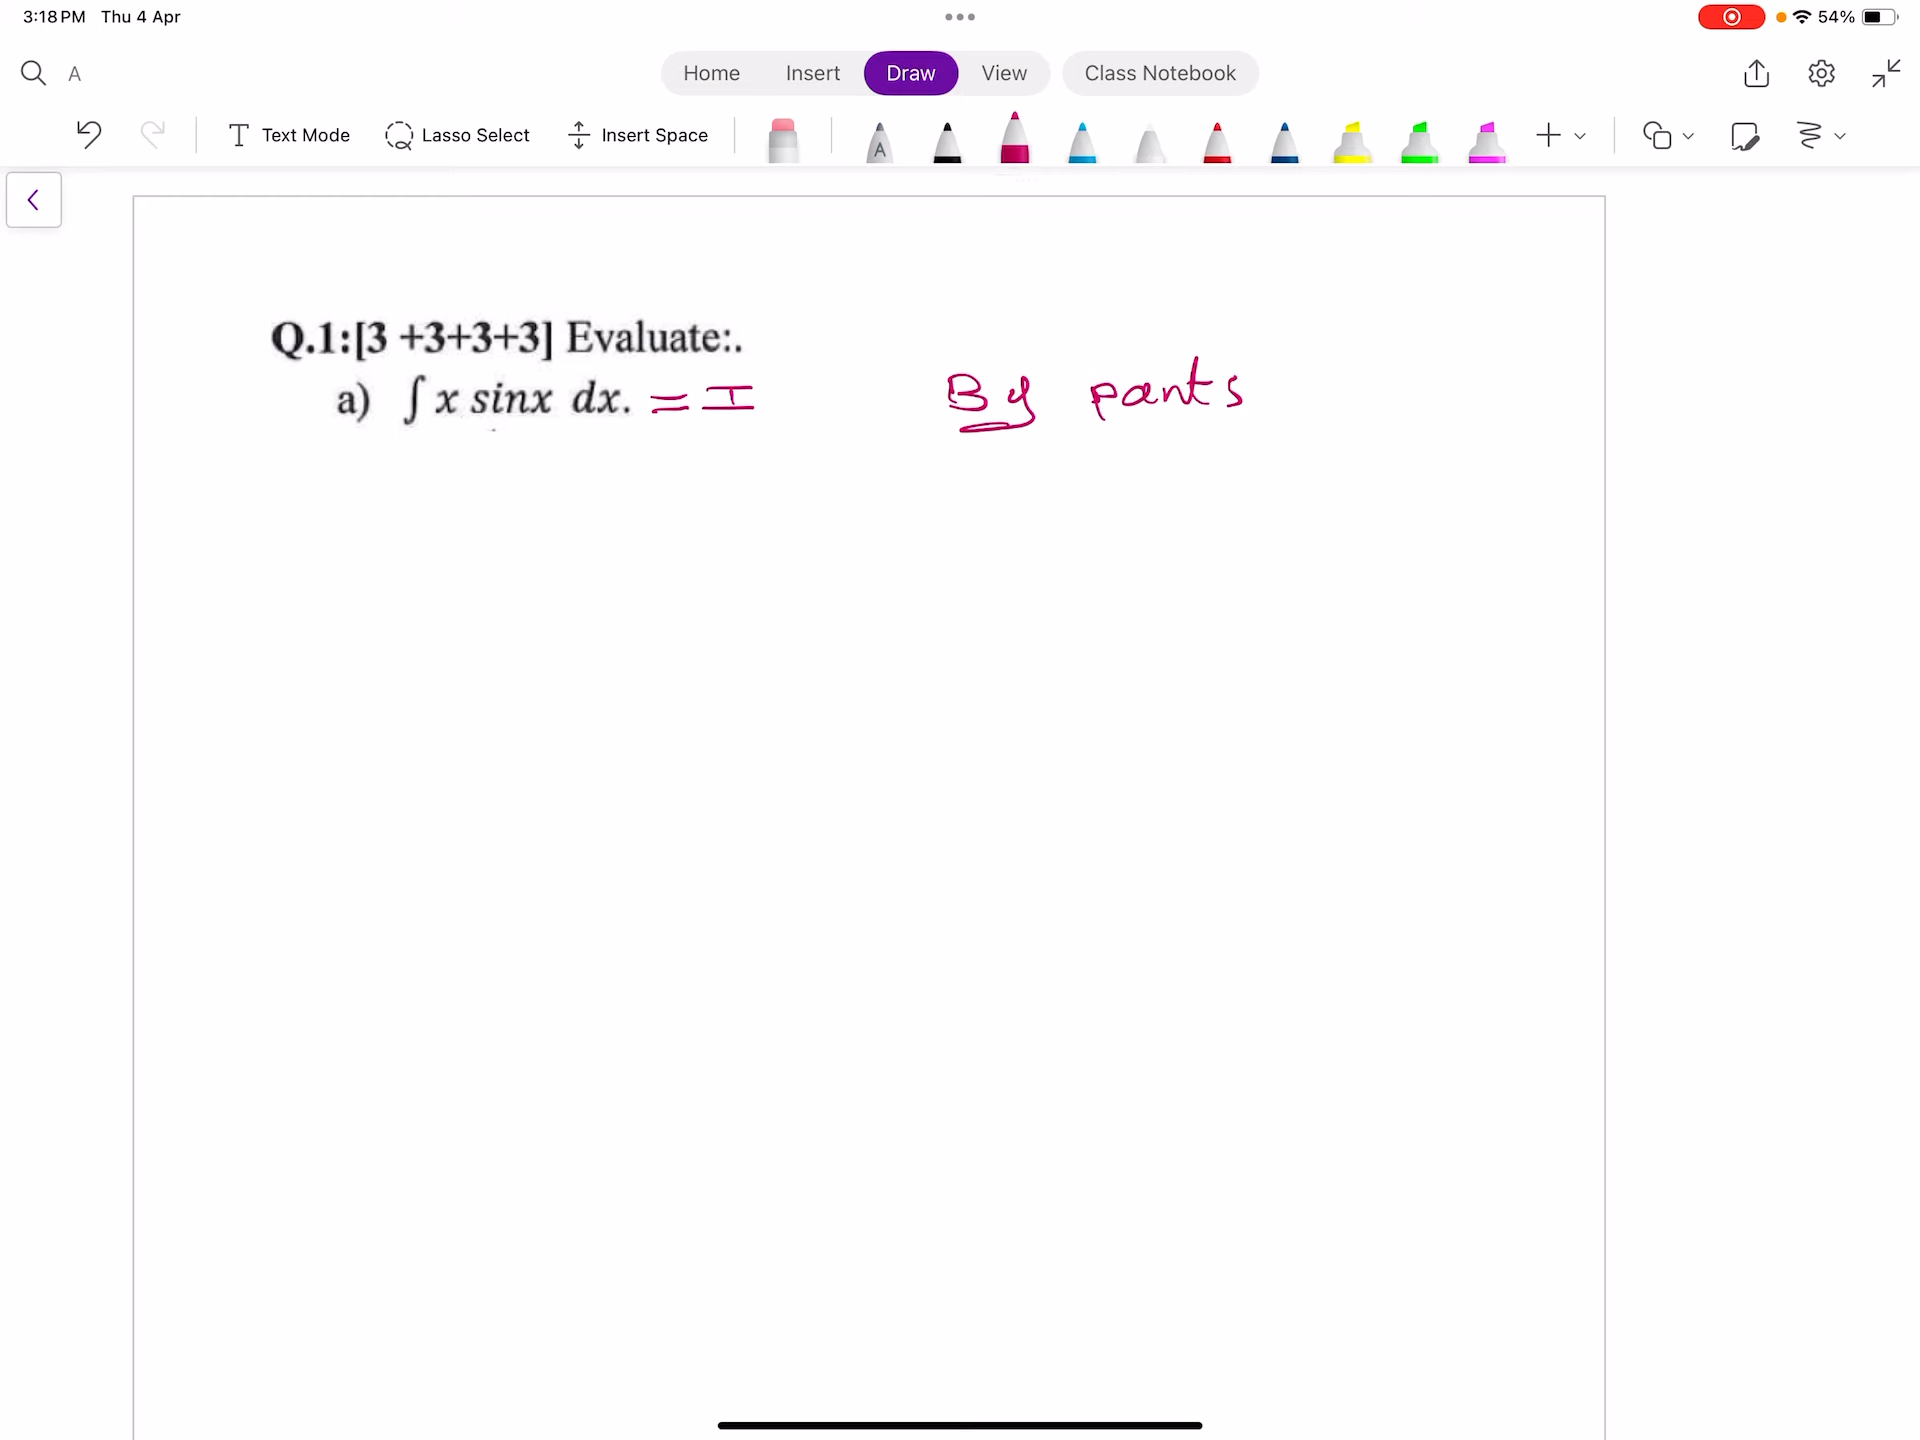 3:18 PM Thu 4 Apr 54%
A Home Insert Draw View Class Notebook
Text Mode Lasso Select Insert Space A
Q.1:[3 +3+3+3] Evaluate:.
a) ∫ x sinx dx. = I By parts